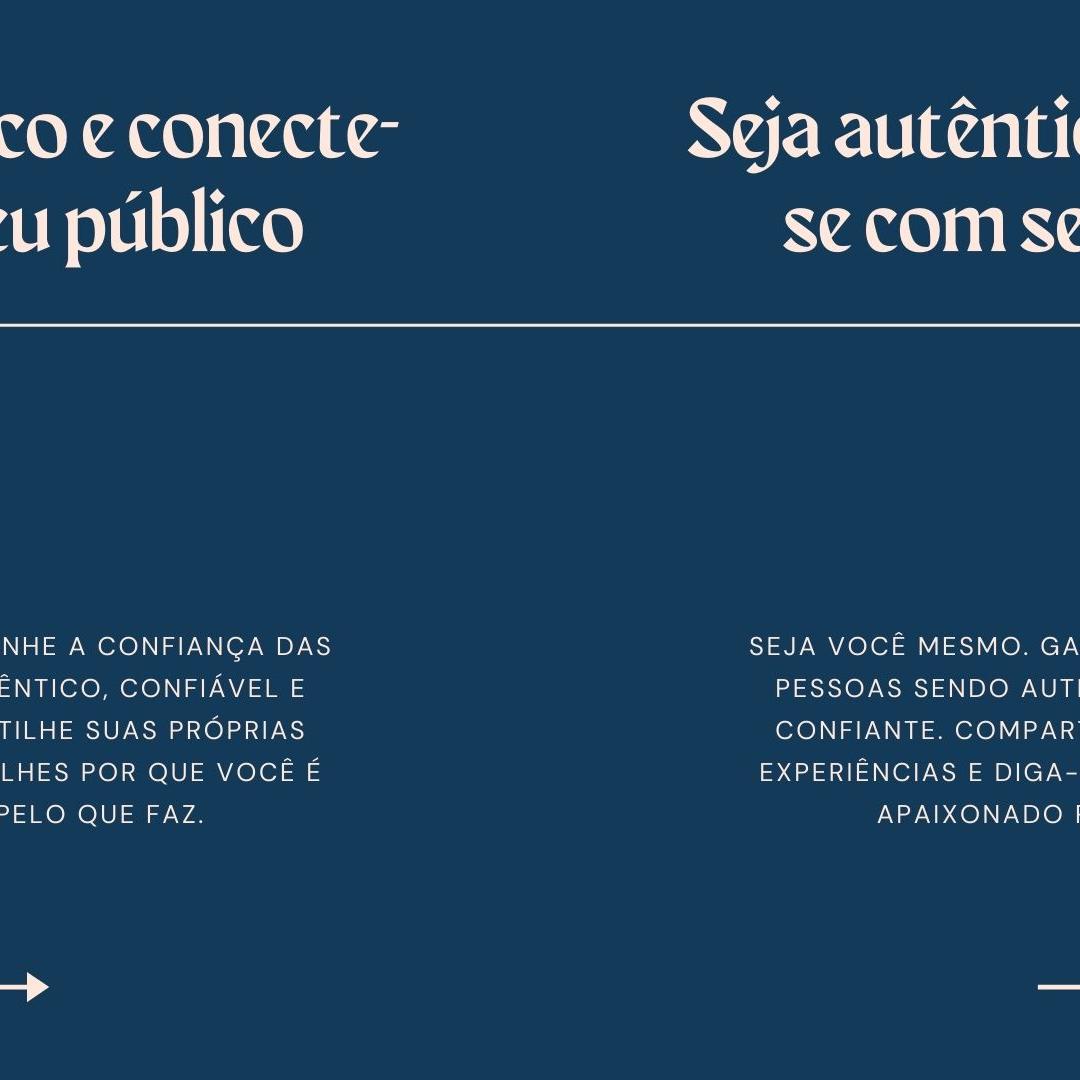 co e conecte-
eu público
Seja autênti
se com se
NHE A CONFIANÇA DAS
ÊNTICO, CONFIÁVEL E
TILHE SUAS PRÓPRIAS
LHES POR QUE VOCÊ É
PELO QUE FAZ.
SEJA VOCÊ MESMO. GA
PESSOAS SENDO AUT
CONFIANTE. COMPAR
EXPERIÊNCIAS E DIGA-
APAIXONADO